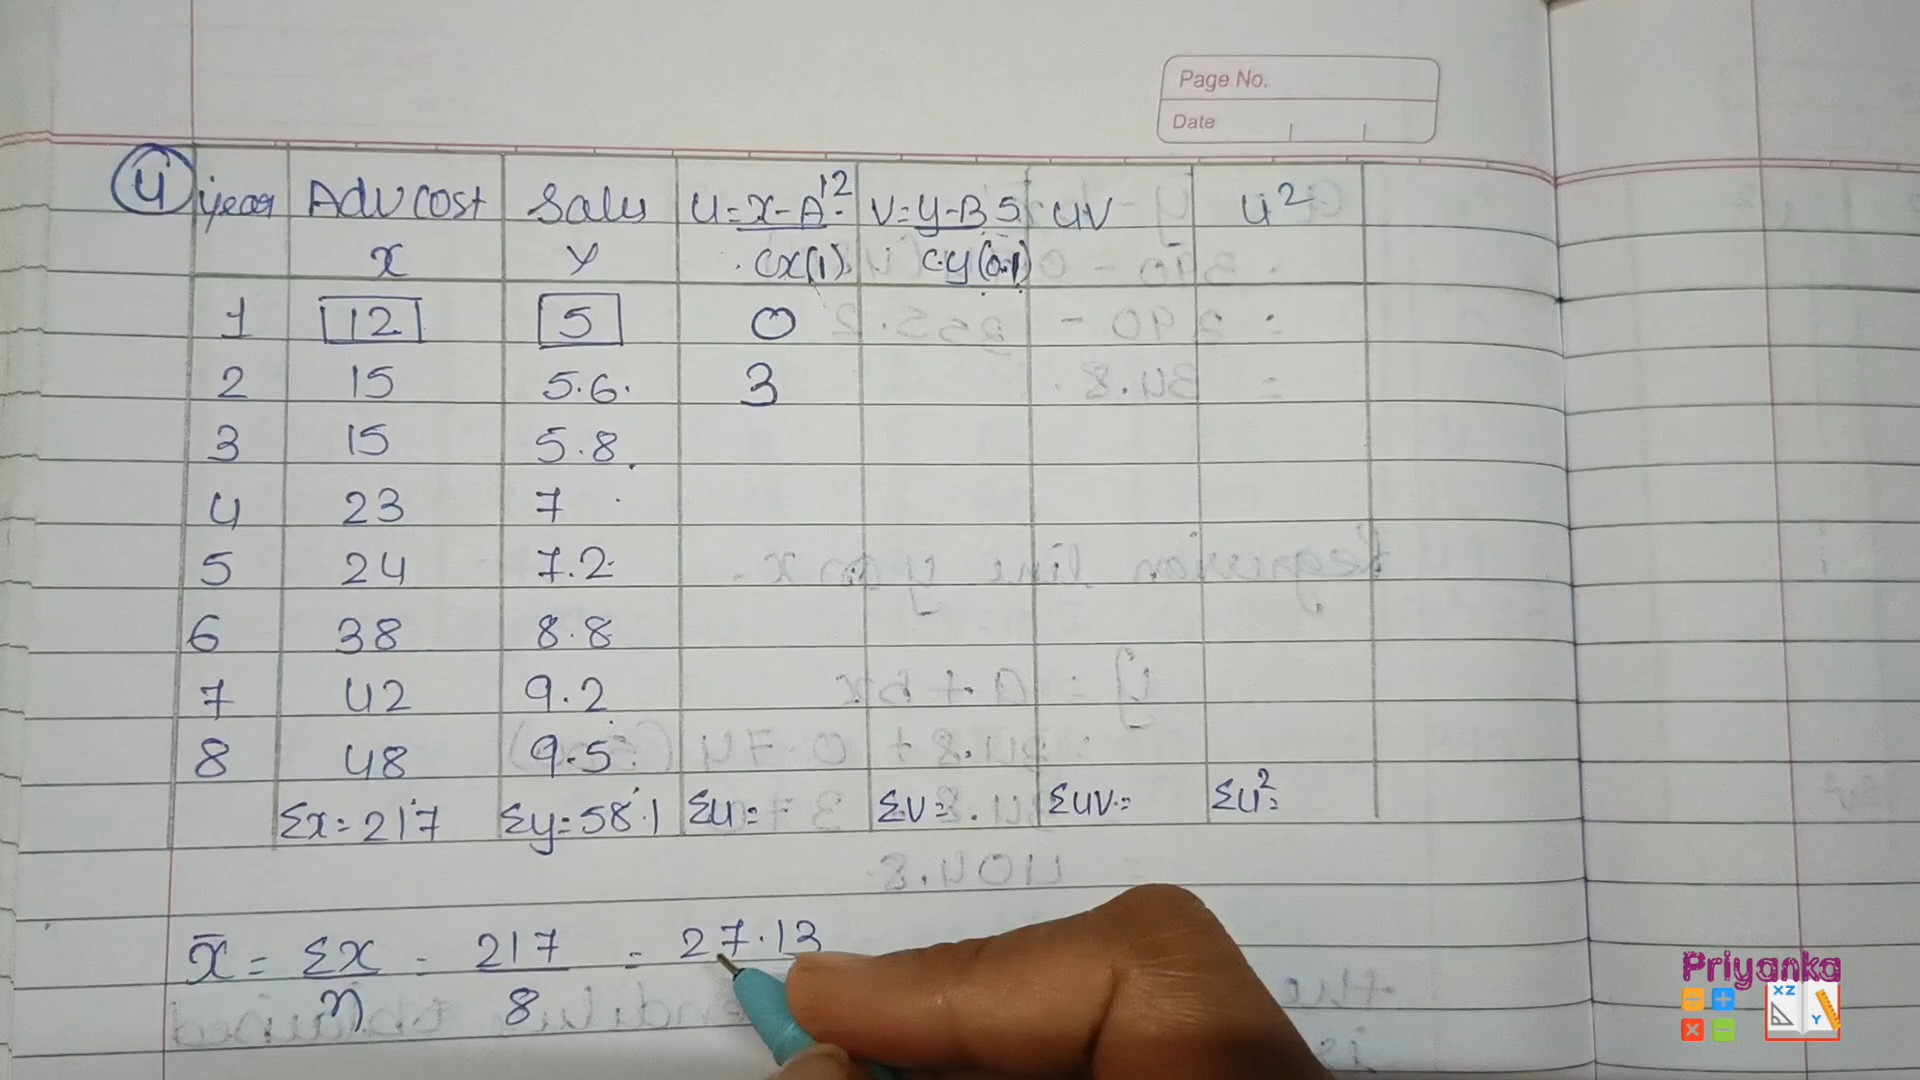 Page No.
Date
4 year Adv cost Sales U=x-A 12 V=y-B 5 UV U²
x y Cx(1) Cy(0.1)
1 12 5 0
2 15 5.6 3
3 15 5.8
4 23 7
5 24 7.2
6 38 8.8
7 42 9.2
8 48 9.5
Σx=217 Σy=58.1 ΣU= ΣV= ΣUV= ΣU²=
x̄ = Σx = 217 = 27.13
n 8
Priyanka
XZ
Y